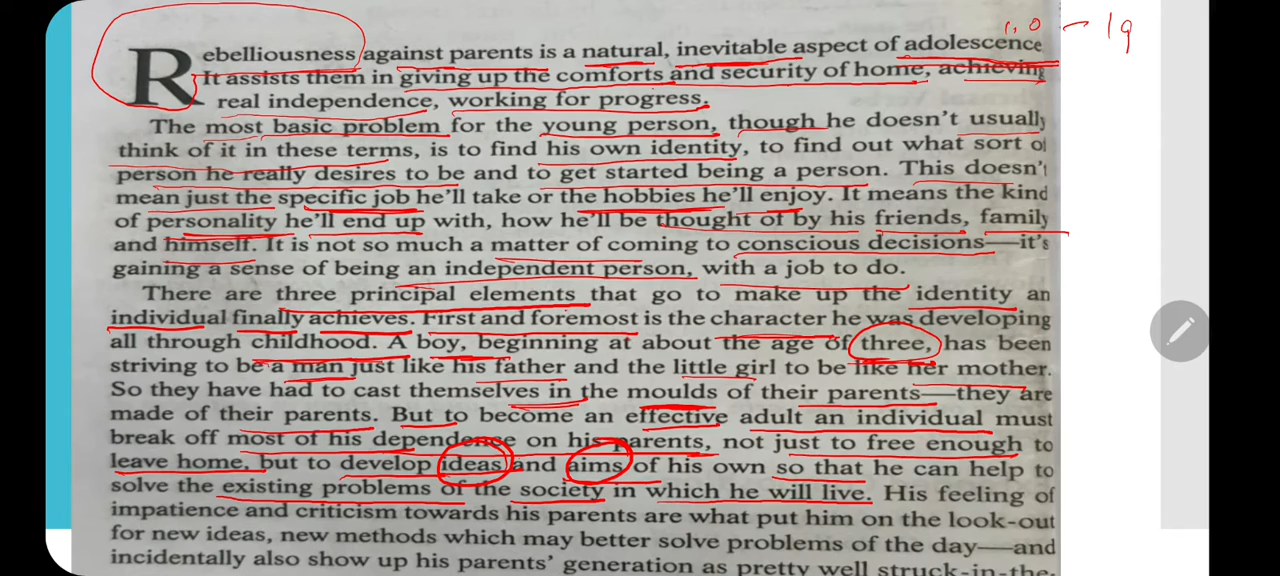 1,0 – 19
Rebelliousness against parents is a natural, inevitable aspect of adolescence
It assists them in giving up the comforts and security of home, achieving
real independence, working for progress.
The most basic problem for the young person, though he doesn't usually
think of it in these terms, is to find his own identity, to find out what sort of
person he really desires to be and to get started being a person. This doesn't
mean just the specific job he'll take or the hobbies he'll enjoy. It means the kind
of personality he'll end up with, how he'll be thought of by his friends, family
and himself. It is not so much a matter of coming to conscious decisions—it's
gaining a sense of being an independent person, with a job to do.
There are three principal elements that go to make up the identity an
individual finally achieves. First and foremost is the character he was developing
all through childhood. A boy, beginning at about the age of three, has been
striving to be a man just like his father and the little girl to be like her mother.
So they have had to cast themselves in the moulds of their parents—they are
made of their parents. But to become an effective adult an individual must
break off most of his dependence on his parents, not just to free enough to
leave home, but to develop ideas and aims of his own so that he can help to
solve the existing problems of the society in which he will live. His feeling of
impatience and criticism towards his parents are what put him on the look-out
for new ideas, new methods which may better solve problems of the day—and
incidentally also show up his parents' generation as pretty well struck-in-the.